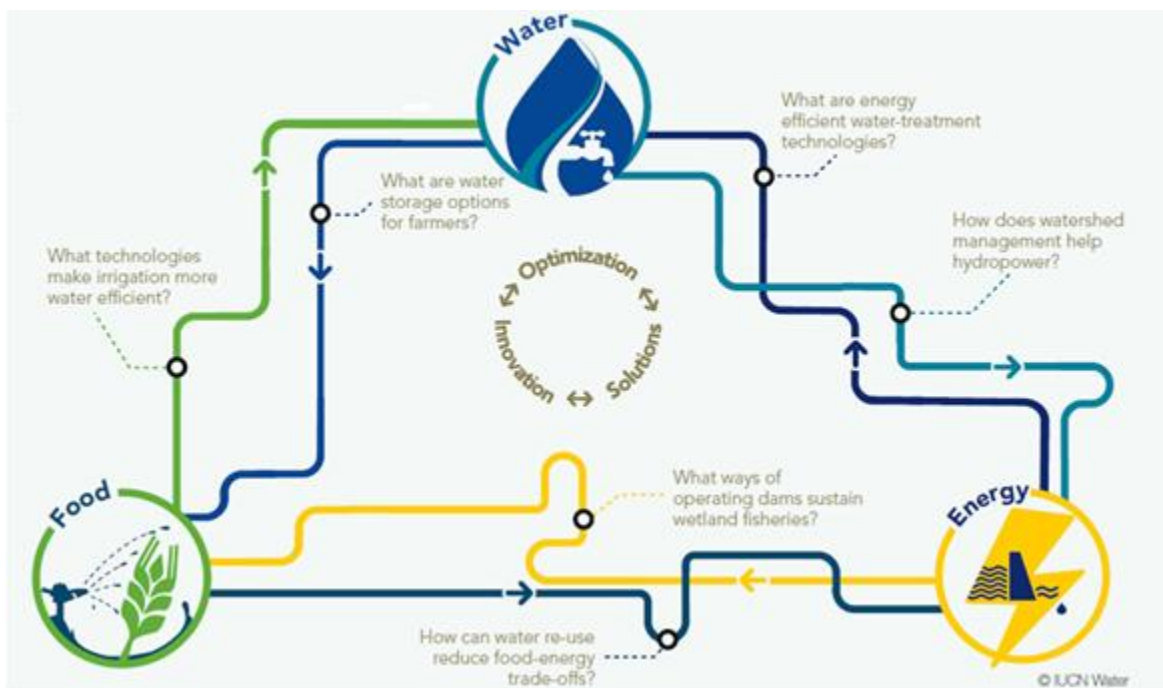 Water
What are energy
efficient water-treatment
technologies?
What are water
storage options
for farmers?
How does watershed
management help
hydropower?
What technologies
make irrigation more
water efficient?
Optimization
Innovation
Solutions
What ways of
operating dams sustain
wetland fisheries?
Food
Energy
How can water re-use
reduce food-energy
trade-offs?
© IUCN Water